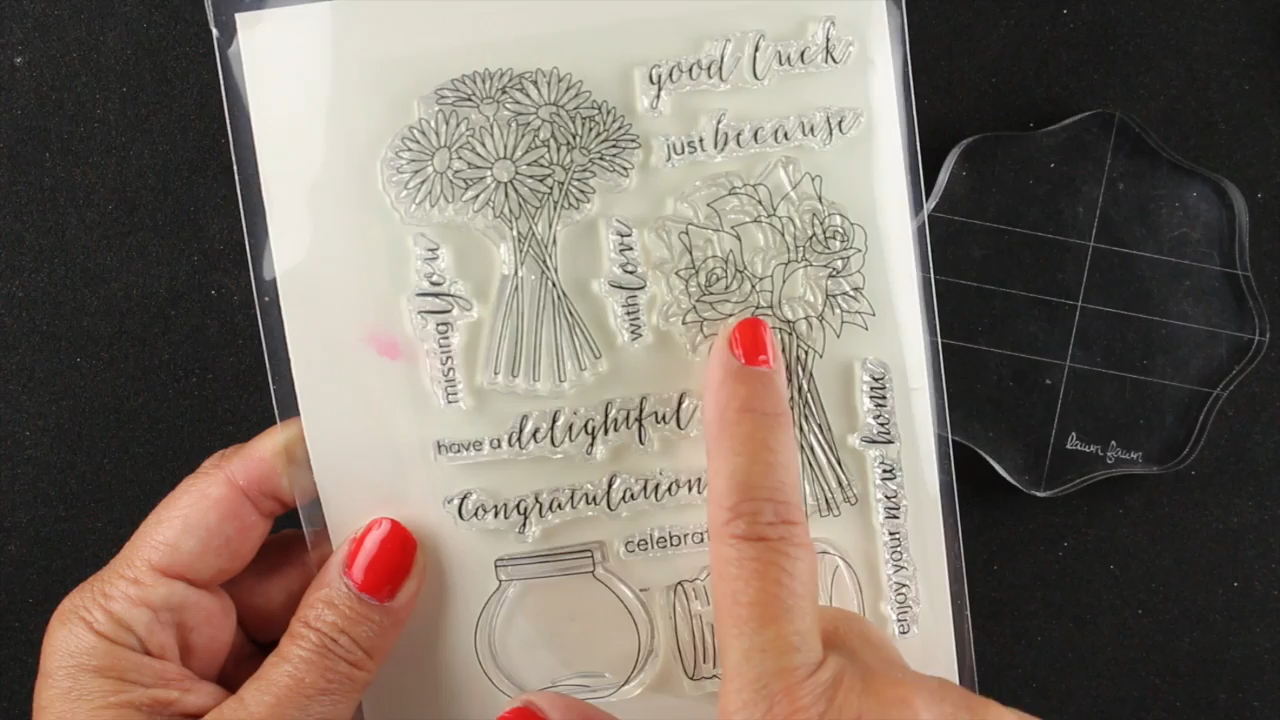 good luck
just because
missing You
with love
have a delightful
Congratulation
celebrat
enjoy your new home
lawn fawn